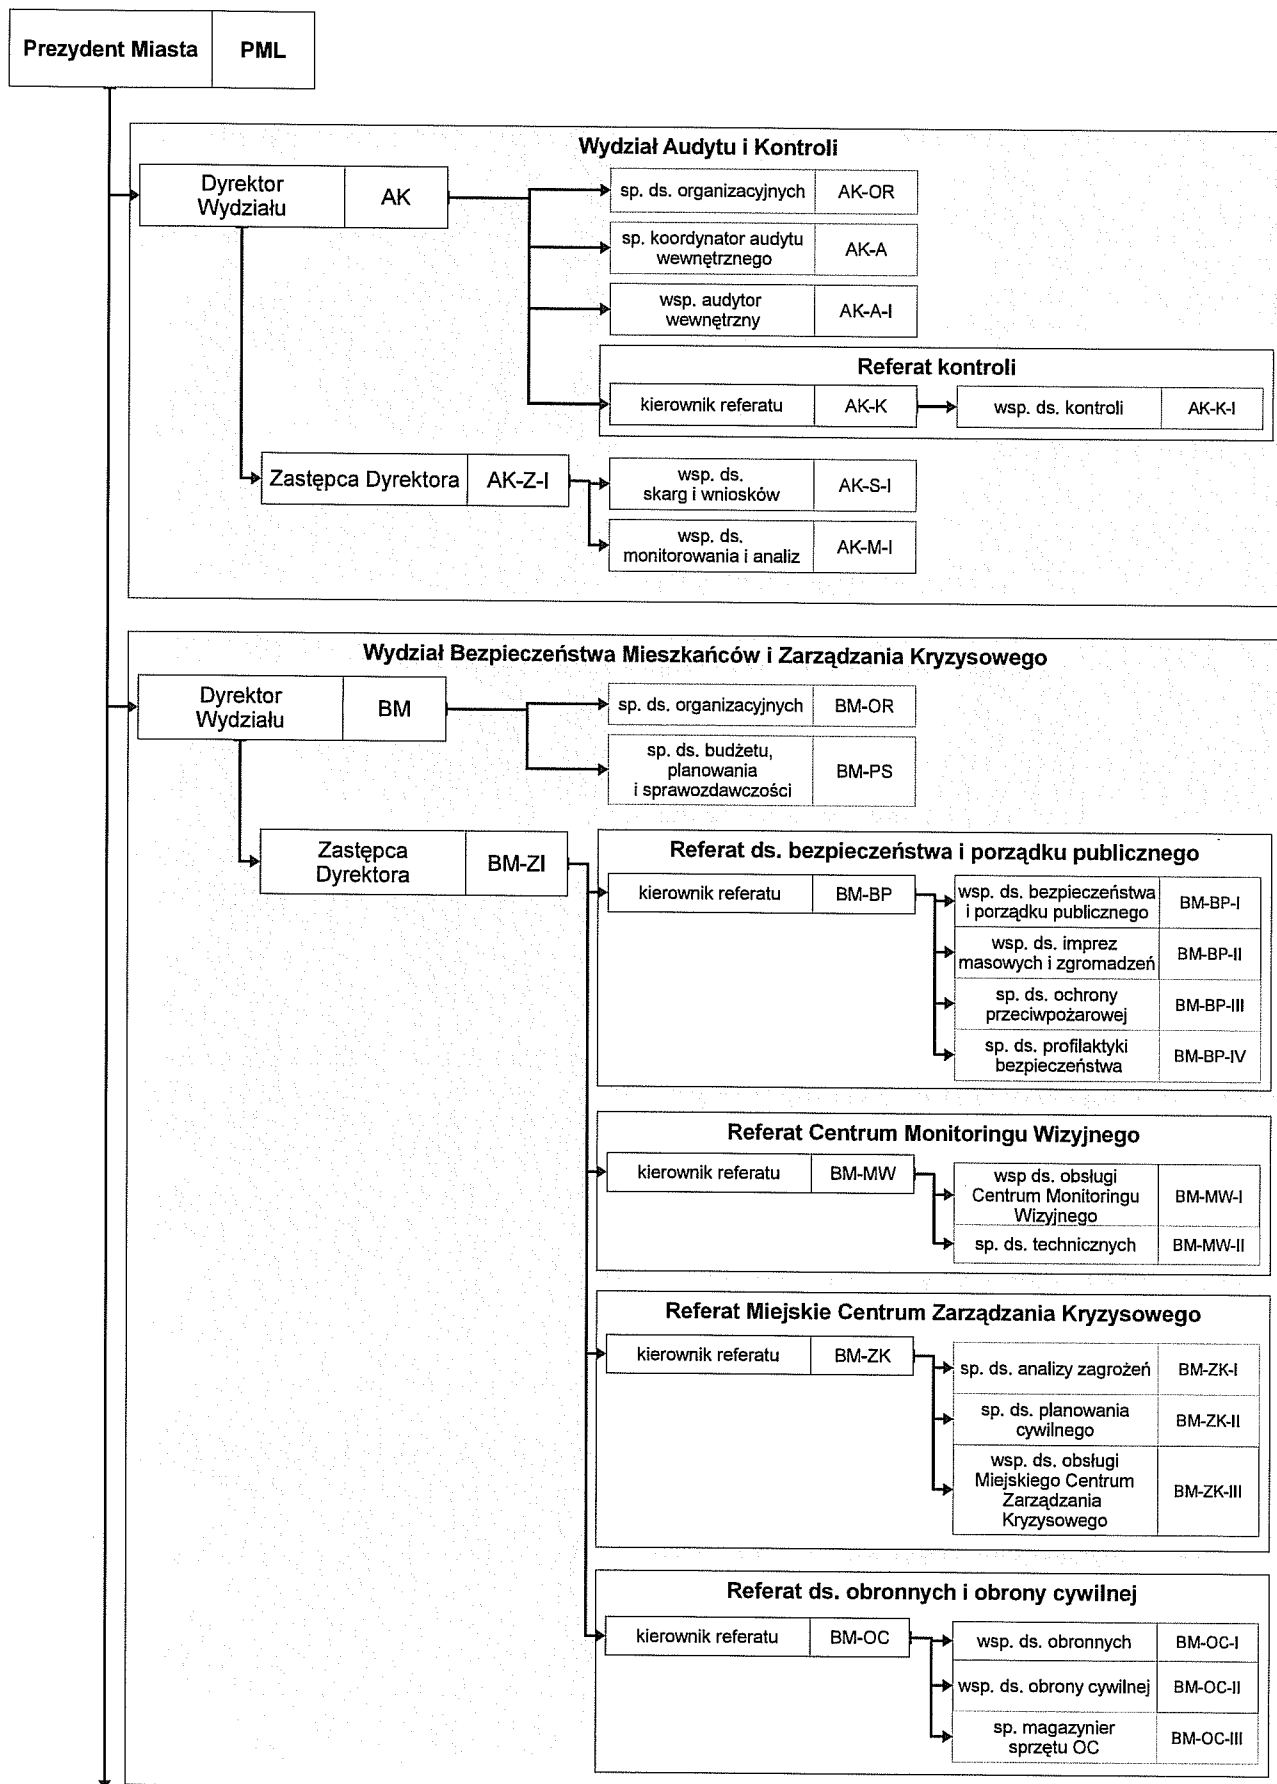 Prezydent Miasta
PML
Wydział Audytu i Kontroli
Dyrektor
Wydziału
AK
sp. ds. organizacyjnych
AK-OR
sp. koordynator audytu
wewnętrznego
AK-A
wsp. audytor
wewnętrzny
AK-A-I
Referat kontroli
kierownik referatu
AK-K
wsp. ds. kontroli
AK-K-I
Zastępca Dyrektora
AK-Z-I
wsp. ds.
skarg i wniosków
AK-S-I
wsp. ds.
monitorowania i analiz
AK-M-I
Wydział Bezpieczeństwa Mieszkańców i Zarządzania Kryzysowego
Dyrektor
Wydziału
BM
sp. ds. organizacyjnych
BM-OR
sp. ds. budżetu,
planowania
i sprawozdawczości
BM-PS
Zastępca
Dyrektora
BM-ZI
Referat ds. bezpieczeństwa i porządku publicznego
kierownik referatu
BM-BP
wsp. ds. bezpieczeństwa
i porządku publicznego
BM-BP-I
wsp. ds. imprez
masowych i zgromadzeń
BM-BP-II
sp. ds. ochrony
przeciwpożarowej
BM-BP-III
sp. ds. profilaktyki
bezpieczeństwa
BM-BP-IV
Referat Centrum Monitoringu Wizyjnego
kierownik referatu
BM-MW
wsp ds. obsługi
Centrum Monitoringu
Wizyjnego
BM-MW-I
sp. ds. technicznych
BM-MW-II
Referat Miejskie Centrum Zarządzania Kryzysowego
kierownik referatu
BM-ZK
sp. ds. analizy zagrożeń
BM-ZK-I
sp. ds. planowania
cywilnego
BM-ZK-II
wsp. ds. obsługi
Miejskiego Centrum
Zarządzania
Kryzysowego
BM-ZK-III
Referat ds. obronnych i obrony cywilnej
kierownik referatu
BM-OC
wsp. ds. obronnych
BM-OC-I
wsp. ds. obrony cywilnej
BM-OC-II
sp. magazynier
sprzętu OC
BM-OC-III